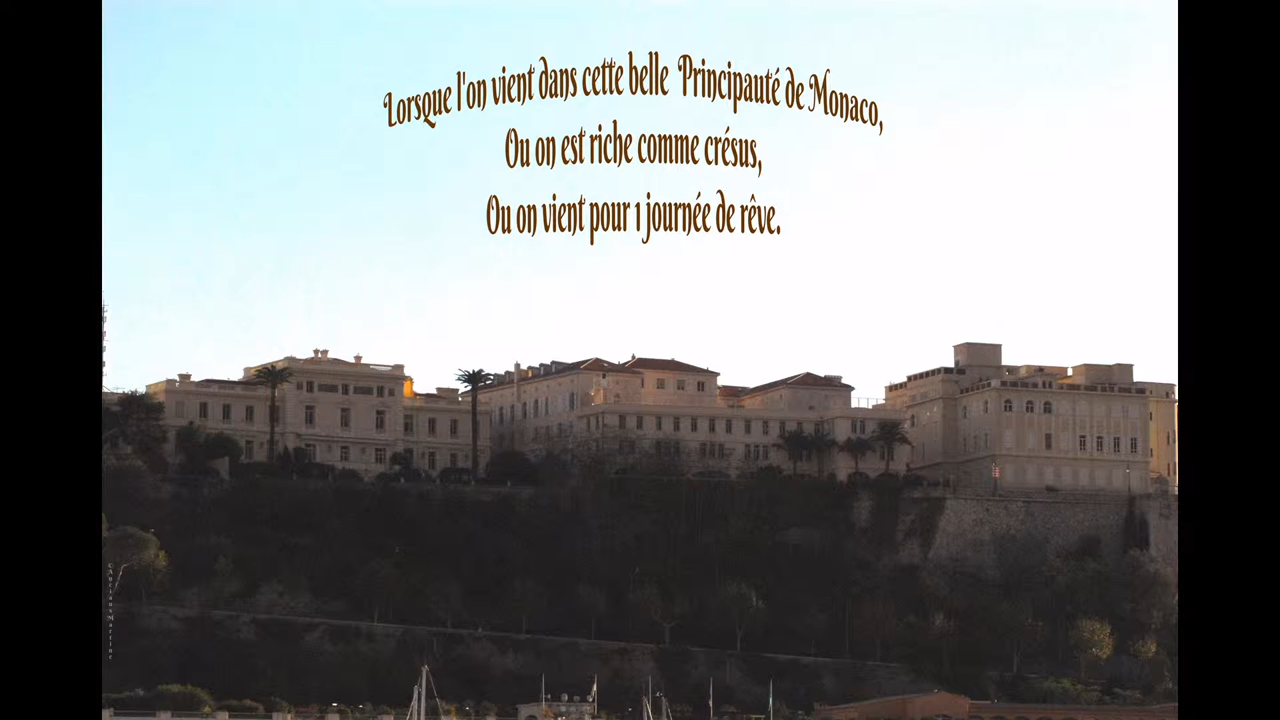 Lorsque l'on vient dans cette belle Principauté de Monaco,
Ou on est riche comme crésus,
Ou on vient pour 1 journée de rêve.